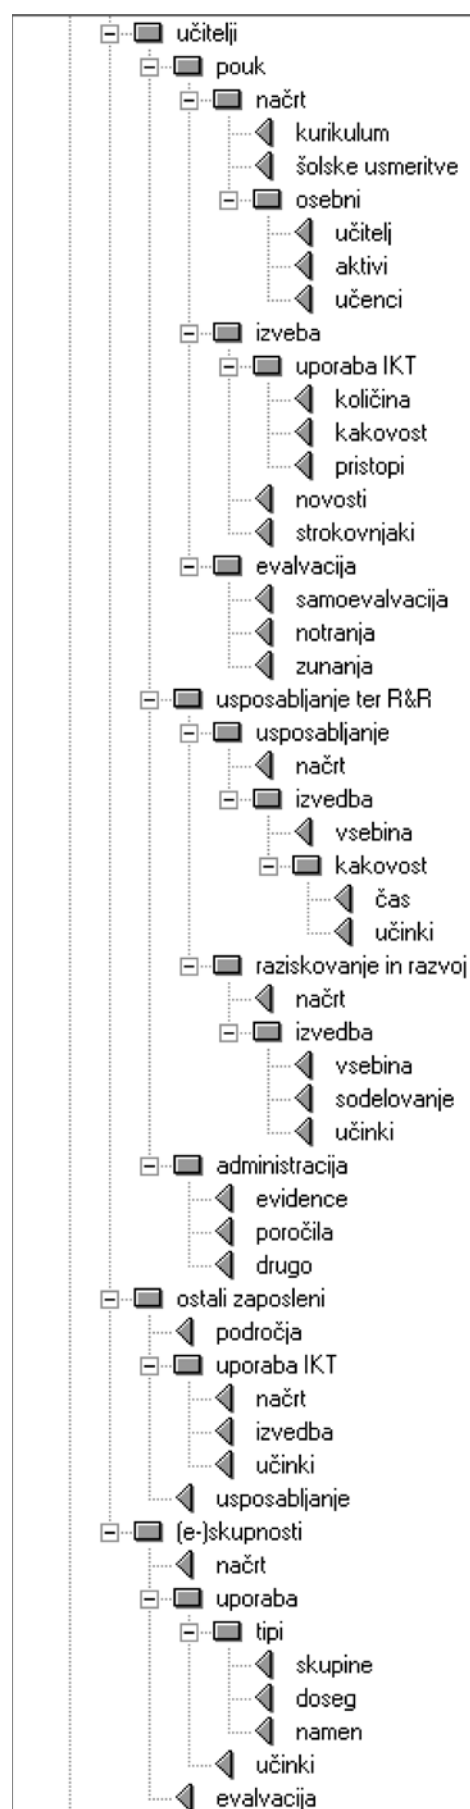 učitelji
pouk
načrt
kurikulum
šolske usmeritve
osebni
učitelj
aktivi
učenci
izveba
uporaba IKT
količina
kakovost
pristopi
novosti
strokovnjaki
evalvacija
samoevalvacija
notranja
zunanja
usposabljanje ter R&R
usposabljanje
načrt
izvedba
vsebina
kakovost
čas
učinki
raziskovanje in razvoj
načrt
izvedba
vsebina
sodelovanje
učinki
administracija
evidence
poročila
drugo
ostali zaposleni
področja
uporaba IKT
načrt
izvedba
učinki
usposabljanje
(e-)skupnosti
načrt
uporaba
tipi
skupine
doseg
namen
učinki
evalvacija